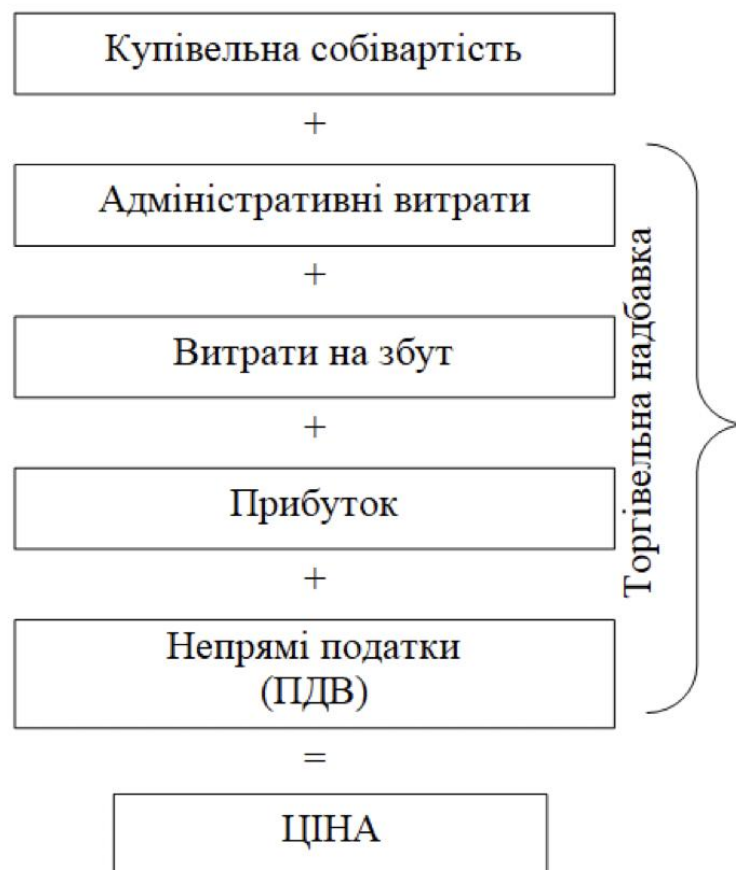 Купівельна собівартість
+
Адміністративні витрати
+
Витрати на збут
+
Прибуток
+
Непрямі податки
(ПДВ)
=
ЦІНА
Торгівельна надбавка